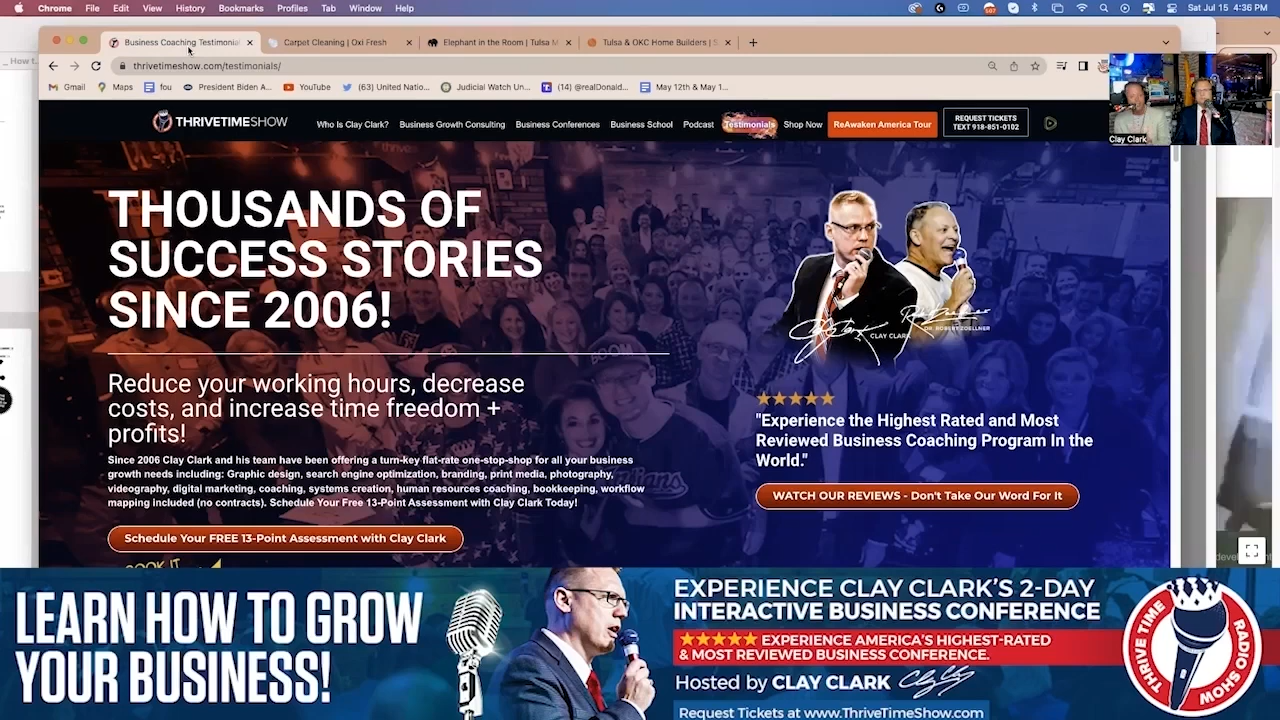 Chrome File Edit View History Bookmarks Profiles Tab Window Help
507
Sat Jul 15 4:36 PM
Business Coaching Testimonia
Carpet Cleaning | Oxi Fresh
Elephant in the Room | Tulsa M
Tulsa & OKC Home Builders | S
_ How t.
thrivetimeshow.com/testimonials/
Gmail
Maps
fou
President Biden A...
YouTube
(63) United Natio...
Judicial Watch Un...
(14) @realDonald...
May 12th & May 1...
THRIVETIMESHOW
Who Is Clay Clark?
Business Growth Consulting
Business Conferences
Business School
Podcast
Testimonials
Shop Now
ReAwaken America Tour
REQUEST TICKETS
TEXT 918-851-0102
Clay Clark
THOUSANDS OF
SUCCESS STORIES
SINCE 2006!
Reduce your working hours, decrease
costs, and increase time freedom +
profits!
Since 2006 Clay Clark and his team have been offering a turn-key flat-rate one-stop-shop for all your business
growth needs including: Graphic design, search engine optimization, branding, print media, photography,
videography, digital marketing, coaching, systems creation, human resources coaching, bookkeeping, workflow
mapping included (no contracts). Schedule Your Free 13-Point Assessment with Clay Clark Today!
Schedule Your FREE 13-Point Assessment with Clay Clark
BOOK IT
BOOM
Indians
Clay Clark
CLAY CLARK
DR. ROBERT ZOELLNER
"Experience the Highest Rated and Most
Reviewed Business Coaching Program In the
World."
WATCH OUR REVIEWS - Don't Take Our Word For It
LEARN HOW TO GROW
YOUR BUSINESS!
EXPERIENCE CLAY CLARK'S 2-DAY
INTERACTIVE BUSINESS CONFERENCE
EXPERIENCE AMERICA'S HIGHEST-RATED
& MOST REVIEWED BUSINESS CONFERENCE.
Hosted by CLAY CLARK
Request Tickets at www.ThriveTimeShow.com
THRIVE TIME RADIO SHOW